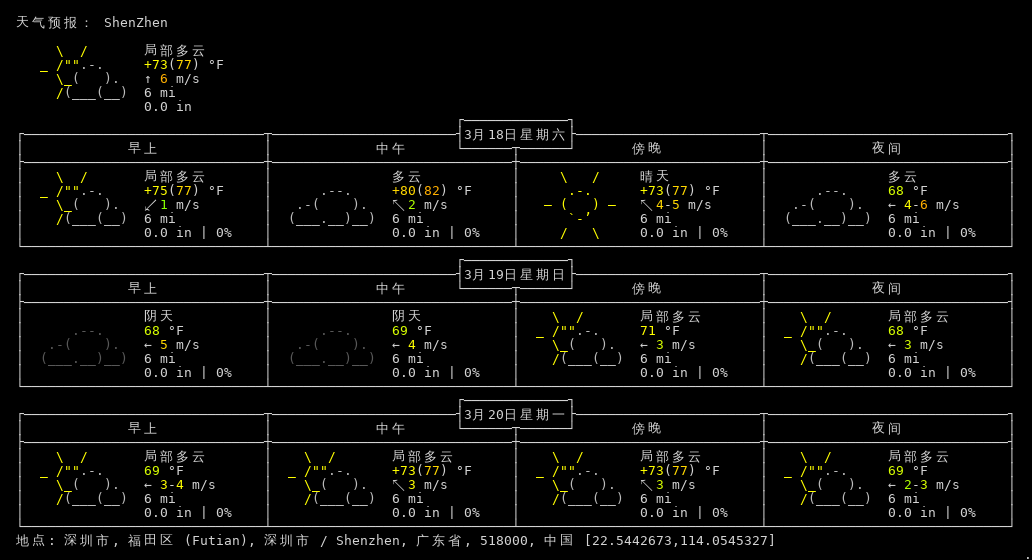 天气预报： ShenZhen
局部多云
+73(77) °F
↑ 6 m/s
6 mi
0.0 in
3月18日星期六
早上 中午 傍晚 夜间
局部多云 多云 晴天 多云
+75(77) °F +80(82) °F +73(77) °F 68 °F
↙ 1 m/s ↖ 2 m/s ↖ 4-5 m/s ← 4-6 m/s
6 mi 6 mi 6 mi 6 mi
0.0 in | 0% 0.0 in | 0% 0.0 in | 0% 0.0 in | 0%
3月19日星期日
早上 中午 傍晚 夜间
阴天 阴天 局部多云 局部多云
68 °F 69 °F 71 °F 68 °F
← 5 m/s ← 4 m/s ← 3 m/s ← 3 m/s
6 mi 6 mi 6 mi 6 mi
0.0 in | 0% 0.0 in | 0% 0.0 in | 0% 0.0 in | 0%
3月20日星期一
早上 中午 傍晚 夜间
局部多云 局部多云 局部多云 局部多云
69 °F +73(77) °F +73(77) °F 69 °F
← 3-4 m/s ↖ 3 m/s ↖ 3 m/s ← 2-3 m/s
6 mi 6 mi 6 mi 6 mi
0.0 in | 0% 0.0 in | 0% 0.0 in | 0% 0.0 in | 0%
地点: 深圳市, 福田区 (Futian), 深圳市 / Shenzhen, 广东省, 518000, 中国 [22.5442673,114.0545327]